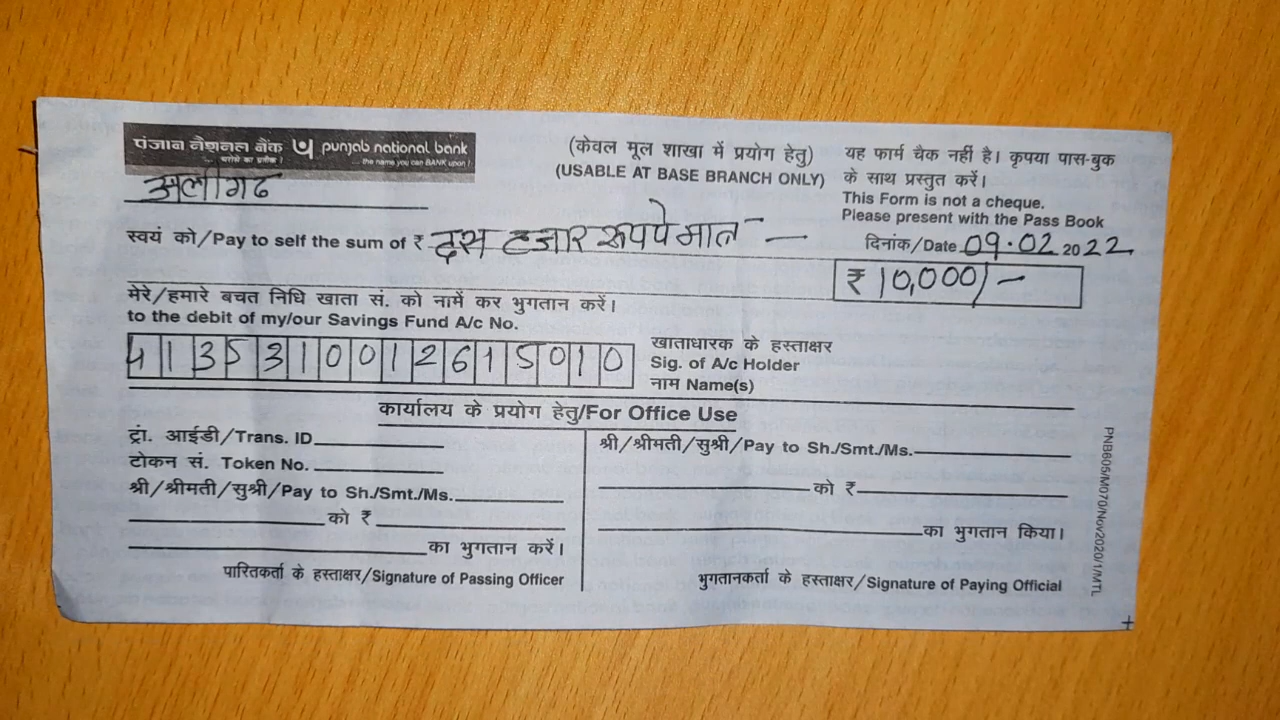 पंजाब नैशनल बैंक punjab national bank
... भरोसे का प्रतीक ! ... the name you can BANK upon !
अलीगढ
(केवल मूल शाखा में प्रयोग हेतु)
(USABLE AT BASE BRANCH ONLY)
यह फार्म चैक नहीं है। कृपया पास-बुक
के साथ प्रस्तुत करें।
This Form is not a cheque.
Please present with the Pass Book
स्वयं को/Pay to self the sum of ₹ दस हजार रूपपे मात्र —
दिनांक/Date 09.02 2022
₹ 10,000/-
मेरे/हमारे बचत निधि खाता सं. को नामें कर भुगतान करें।
to the debit of my/our Savings Fund A/c No.
4135310012615010
खाताधारक के हस्ताक्षर
Sig. of A/c Holder
नाम Name(s)
कार्यालय के प्रयोग हेतु/For Office Use
ट्रां. आईडी/Trans. ID
टोकन सं. Token No.
श्री/श्रीमती/सुश्री/Pay to Sh./Smt./Ms.
को ₹
का भुगतान करें।
पारितकर्ता के हस्ताक्षर/Signature of Passing Officer
श्री/श्रीमती/सुश्री/Pay to Sh./Smt./Ms.
को ₹
का भुगतान किया।
भुगतानकर्ता के हस्ताक्षर/Signature of Paying Official
PNB605/M070/Nov2020/1/MTL